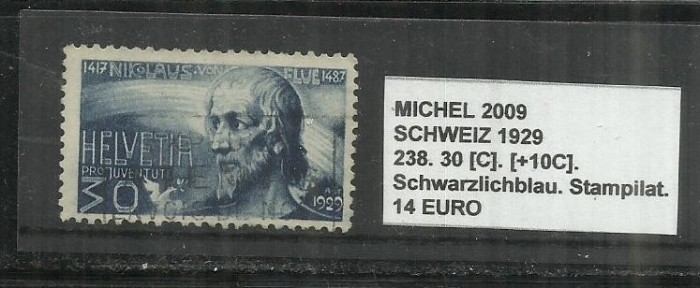 1417 NIKLAUS·VON
FLUE 1487
HELVETIA
PRO JUVENTUTE
30
1929
MICHEL 2009
SCHWEIZ 1929
238. 30 [C]. [+10C].
Schwarzlichblau. Stampilat.
14 EURO